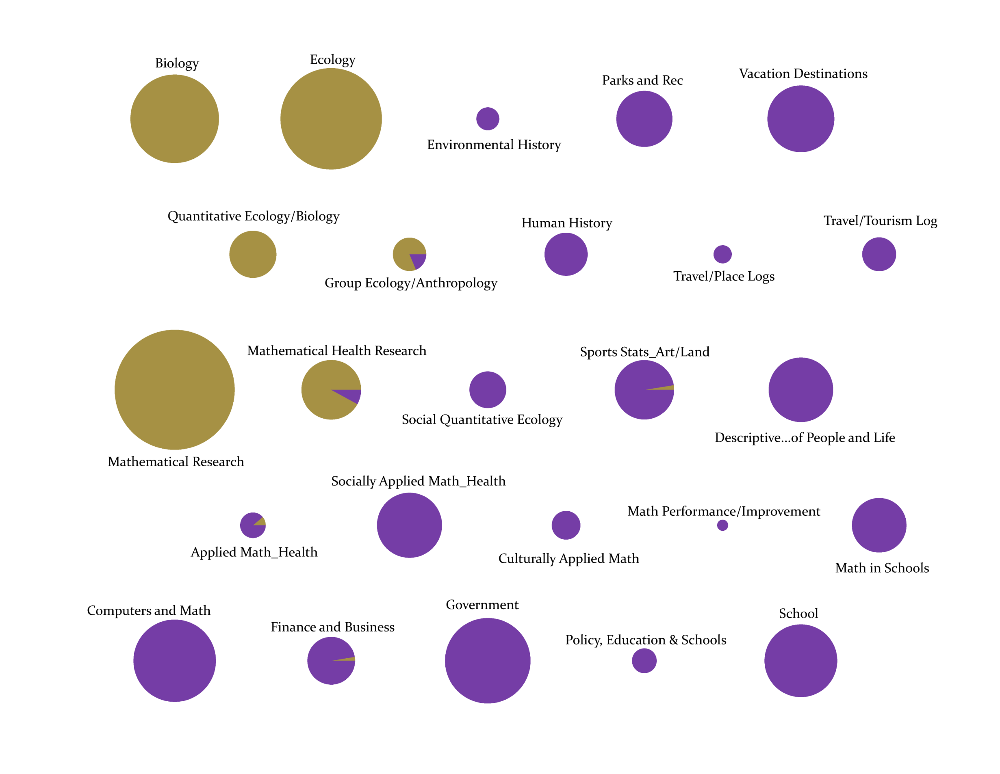 Biology
Ecology
Parks and Rec
Vacation Destinations
Environmental History
Quantitative Ecology/Biology
Group Ecology/Anthropology
Human History
Travel/Place Logs
Travel/Tourism Log
Mathematical Research
Mathematical Health Research
Social Quantitative Ecology
Sports Stats_Art/Land
Descriptive...of People and Life
Applied Math_Health
Socially Applied Math_Health
Culturally Applied Math
Math Performance/Improvement
Math in Schools
Computers and Math
Finance and Business
Government
Policy, Education & Schools
School